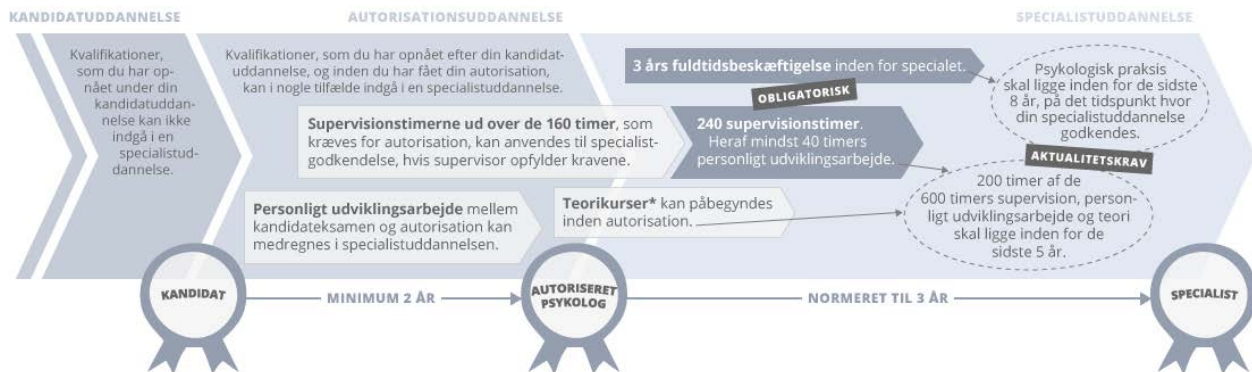 KANDIDATUDDANNELSE
AUTORISATIONSUDDANNELSE
SPECIALISTUDDANNELSE
Kvalifikationer,
som du har op-
nået under din
kandidatuddan-
nelse kan ikke
indgå i en
specialistud-
dannelse.
Kvalifikationer, som du har opnået efter din kandidat-
uddannelse, og inden du har fået din autorisation,
kan i nogle tilfælde indgå i en specialistuddannelse.
Supervisionstimerne ud over de 160 timer, som
kræves for autorisation, kan anvendes til specialist-
godkendelse, hvis supervisor opfylder kravene.
Personligt udviklingsarbejde mellem
kandidateksamen og autorisation kan
medregnes i specialistuddannelsen.
3 års fuldtidsbeskæftigelse inden for specialet.
OBLIGATORISK
240 supervisionstimer.
Heraf mindst 40 timers
personligt udviklingsarbejde.
Teorikurser* kan påbegyndes
inden autorisation.
Psykologisk praksis
skal ligge inden for de sidste
8 år, på det tidspunkt hvor
din specialistuddannelse
godkendes.
AKTUALITETSKRAV
200 timer af de
600 timers supervision, person-
ligt udviklingsarbejde og teori
skal ligge inden for de
sidste 5 år.
KANDIDAT
MINIMUM 2 ÅR
AUTORISERET
PSYKOLOG
NORMERET TIL 3 ÅR
SPECIALIST